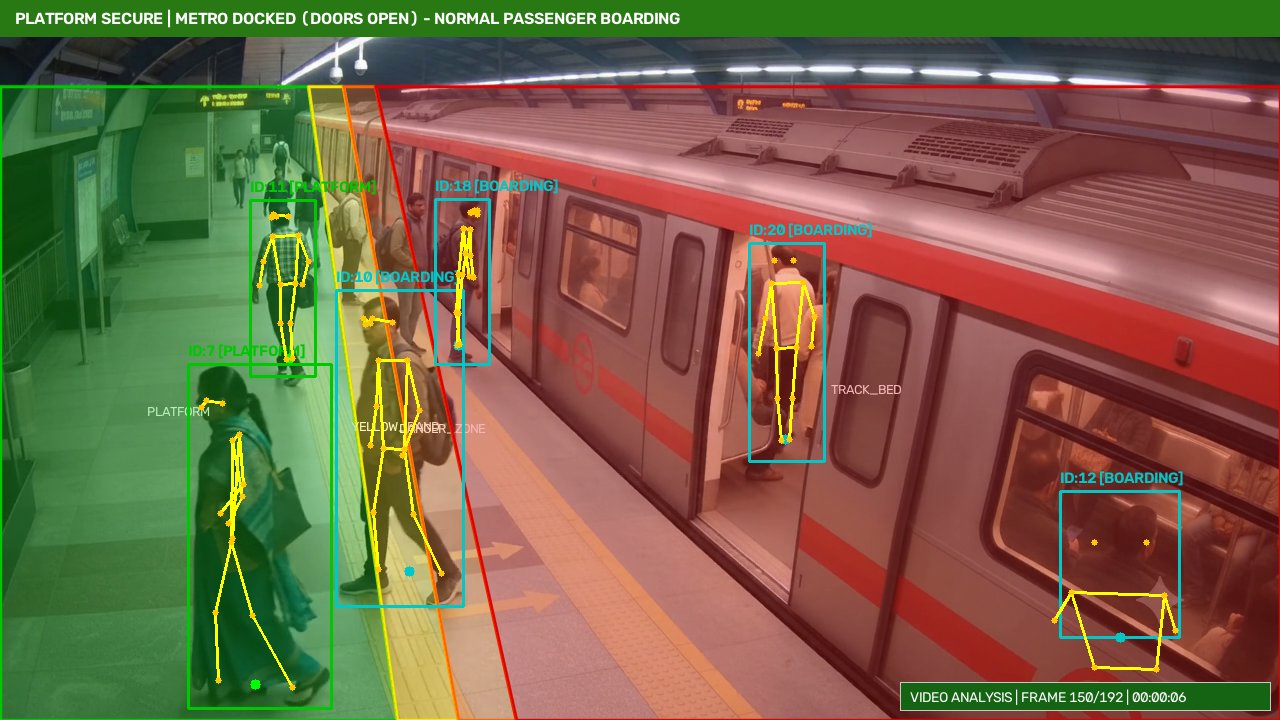 PLATFORM SECURE | METRO DOCKED (DOORS OPEN) - NORMAL PASSENGER BOARDING
ID:11 [PLATFORM]
ID:18 [BOARDING]
ID:20 [BOARDING]
ID:10 [BOARDING]
ID:7 [PLATFORM]
TRACK_BED
PLATFORM
YELLOW_BAND
DANGER_ZONE
ID:12 [BOARDING]
VIDEO ANALYSIS | FRAME 150/192 | 00:00:06